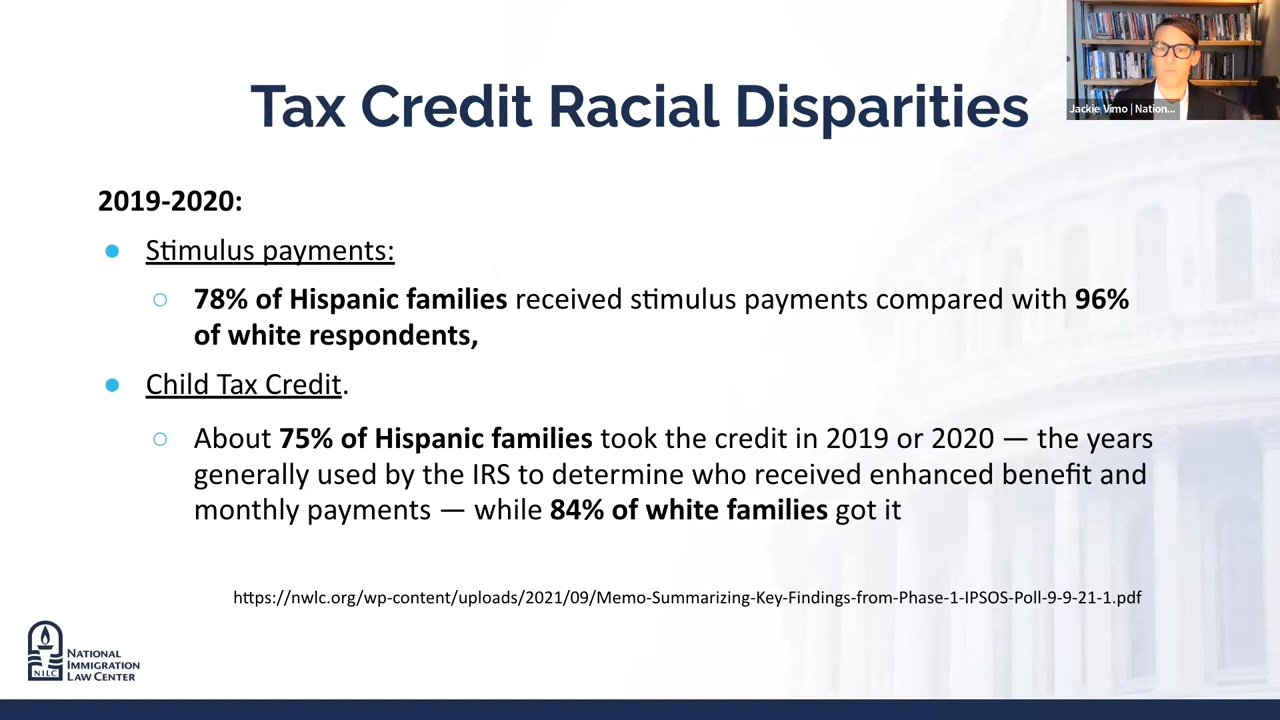 Tax Credit Racial Disparities
Jackie Vimo | Nation...
2019-2020:
● Stimulus payments:
○ 78% of Hispanic families received stimulus payments compared with 96%
of white respondents,
● Child Tax Credit.
○ About 75% of Hispanic families took the credit in 2019 or 2020 — the years
generally used by the IRS to determine who received enhanced benefit and
monthly payments — while 84% of white families got it
https://nwlc.org/wp-content/uploads/2021/09/Memo-Summarizing-Key-Findings-from-Phase-1-IPSOS-Poll-9-9-21-1.pdf
NILC
NATIONAL
IMMIGRATION
LAW CENTER